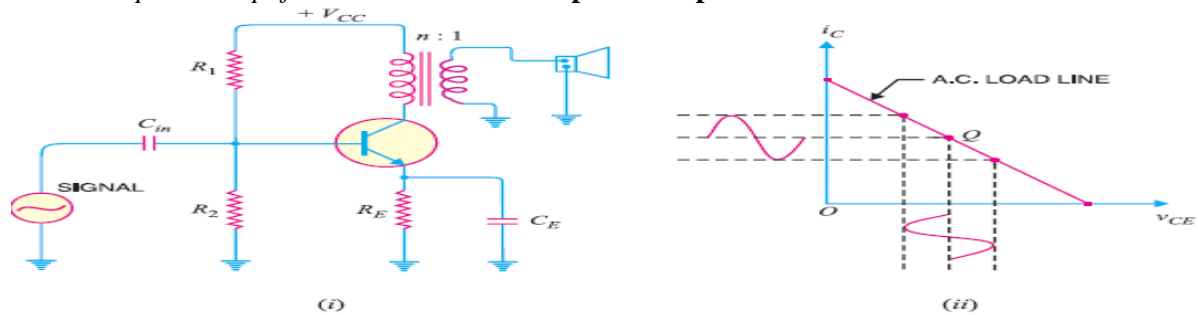 + V_CC
n : 1
R_1
C_in
SIGNAL
R_2
R_E
C_E
(i)
i_C
A.C. LOAD LINE
Q
O
v_CE
(ii)